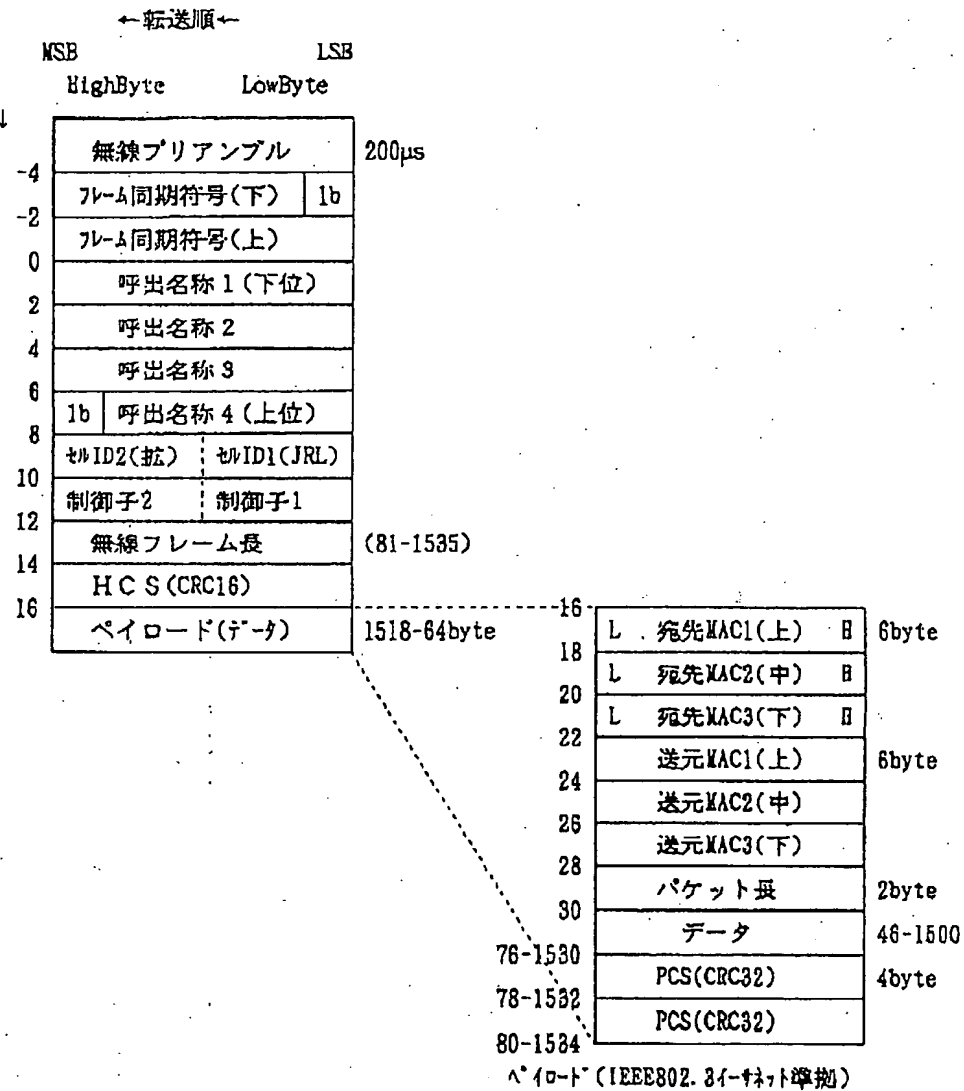 ←転送順←
MSB LSB
HighByte LowByte
↓
無線プリアンブル 200μs
-4
フレーム同期符号(下) 1b
-2
フレーム同期符号(上)
0
呼出名称1(下位)
2
呼出名称2
4
呼出名称3
6
1b 呼出名称4(上位)
8
セルID2(拡) セルID1(JRL)
10
制御子2 制御子1
12
無線フレーム長 (81-1535)
14
HCS(CRC16)
16
ペイロード(データ) 1518-64byte
16
L 宛先MAC1(上) H 6byte
18
L 宛先MAC2(中) H
20
L 宛先MAC3(下) H
22
送元MAC1(上) 6byte
24
送元MAC2(中)
26
送元MAC3(下)
28
パケット長 2byte
30
データ 46-1500
76-1530
PCS(CRC32) 4byte
78-1532
PCS(CRC32)
80-1534
ペイロード(IEEE802.3イーサネット準拠)